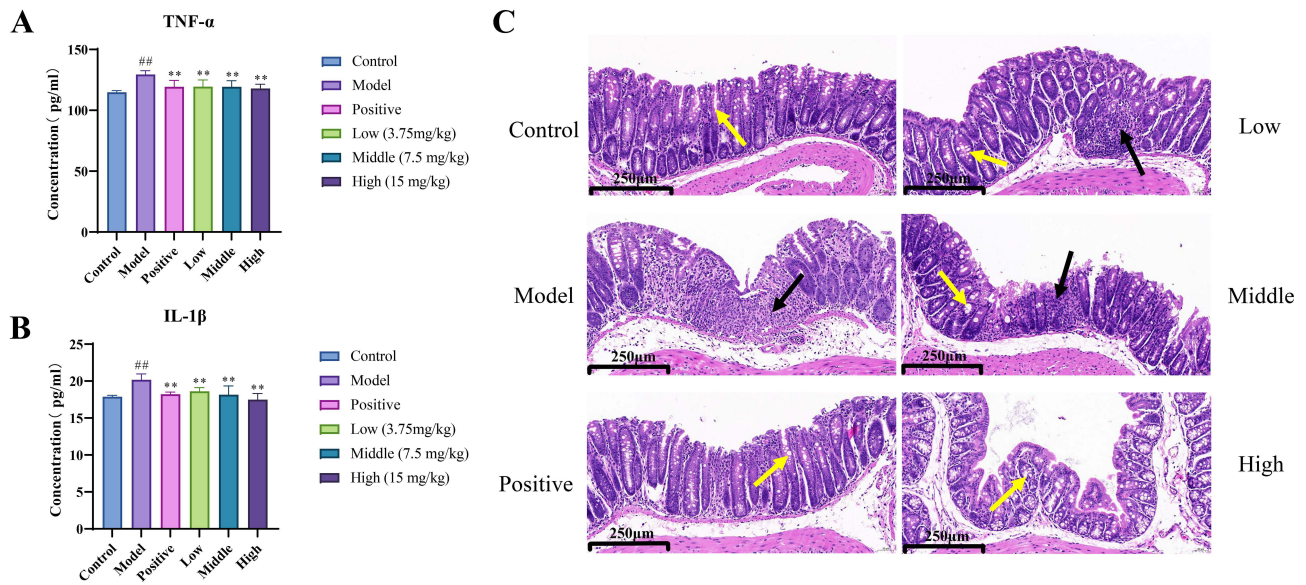 A
TNF-α
Concentration ( pg/ml)
150
100
50
0
##
**
**
**
**
Control
Model
Positive
Low
Middle
High
Control
Model
Positive
Low (3.75mg/kg)
Middle (7.5 mg/kg)
High (15 mg/kg)
B
IL-1β
Concentration ( pg/ml)
25
20
15
10
5
0
##
**
**
**
**
Control
Model
Positive
Low
Middle
High
Control
Model
Positive
Low (3.75mg/kg)
Middle (7.5 mg/kg)
High (15 mg/kg)
C
Control
250μm
250μm
Low
Model
250μm
250μm
Middle
Positive
250μm
250μm
High